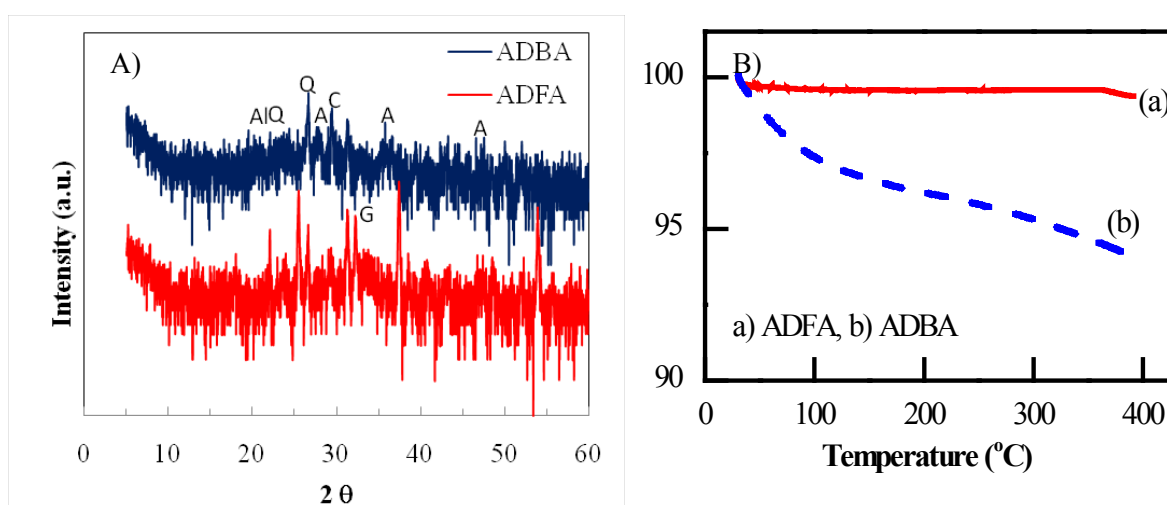 A)
ADBA
ADFA
Q
AlQ
A
C
A
A
G
Intensity (a.u.)
0
10
20
30
40
50
60
2 θ
B)
100
95
90
(a)
(b)
a) ADFA, b) ADBA
0
100
200
300
400
Temperature (°C)